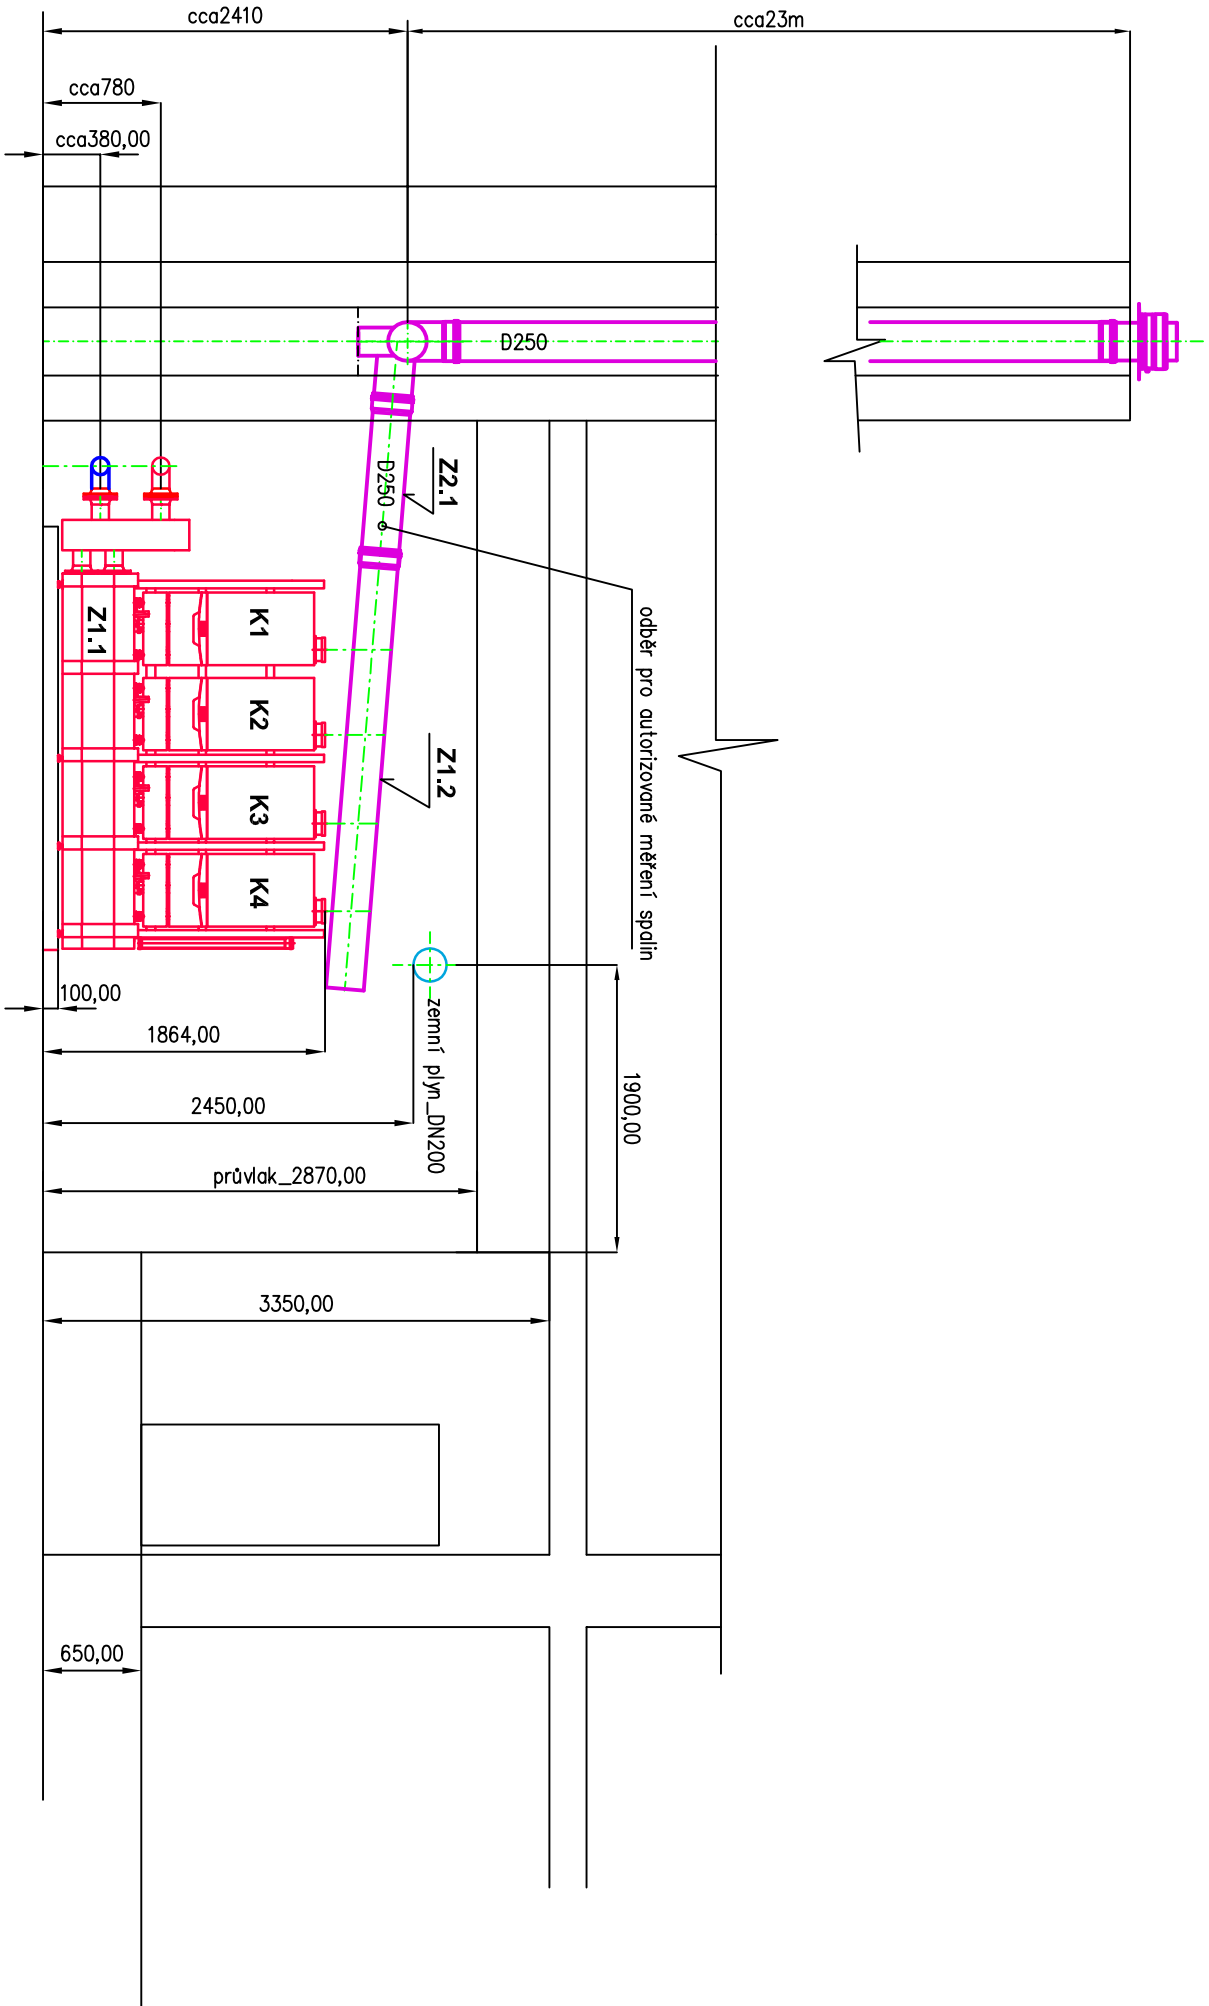 cca2410
cca23m
cca780
cca380,00
D250
D250
Z2.1
odběr pro autorizované měření spalin
Z1.1
K1
K2
K3
K4
Z1.2
100,00
1864,00
zemní plyn_DN200
2450,00
1900,00
průvlak_2870,00
3350,00
650,00